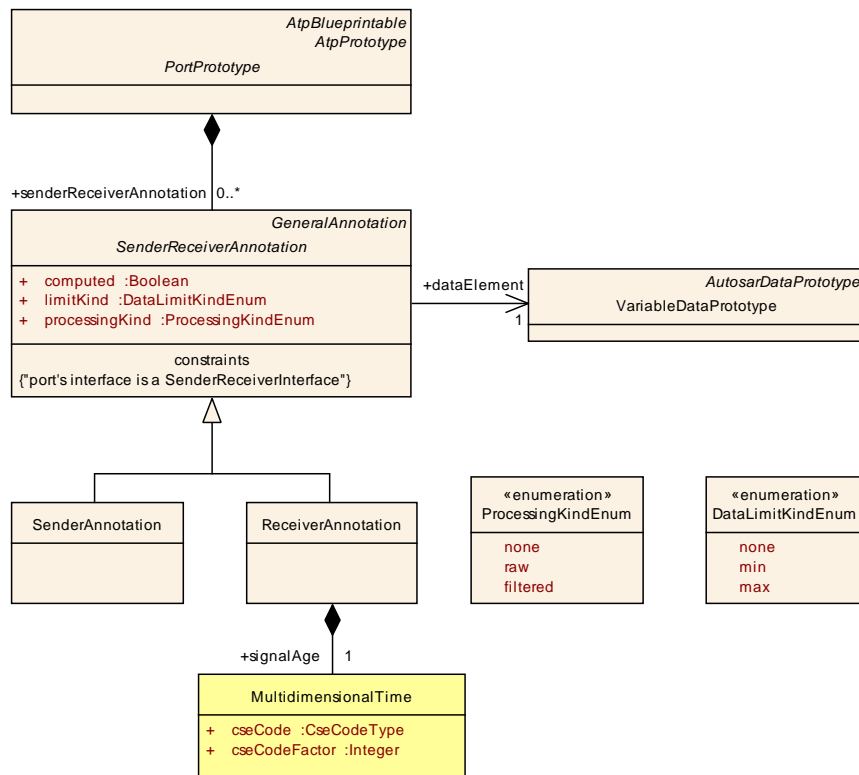 AtpBlueprintable
AtpPrototype
PortPrototype
+senderReceiverAnnotation 0..*
GeneralAnnotation
SenderReceiverAnnotation
+ computed :Boolean
+ limitKind :DataLimitKindEnum
+ processingKind :ProcessingKindEnum
constraints
{"port's interface is a SenderReceiverInterface"}
+dataElement
1
AutosarDataPrototype
VariableDataPrototype
SenderAnnotation
ReceiverAnnotation
«enumeration»
ProcessingKindEnum
none
raw
filtered
«enumeration»
DataLimitKindEnum
none
min
max
+signalAge 1
MultidimensionalTime
+ cseCode :CseCodeType
+ cseCodeFactor :Integer